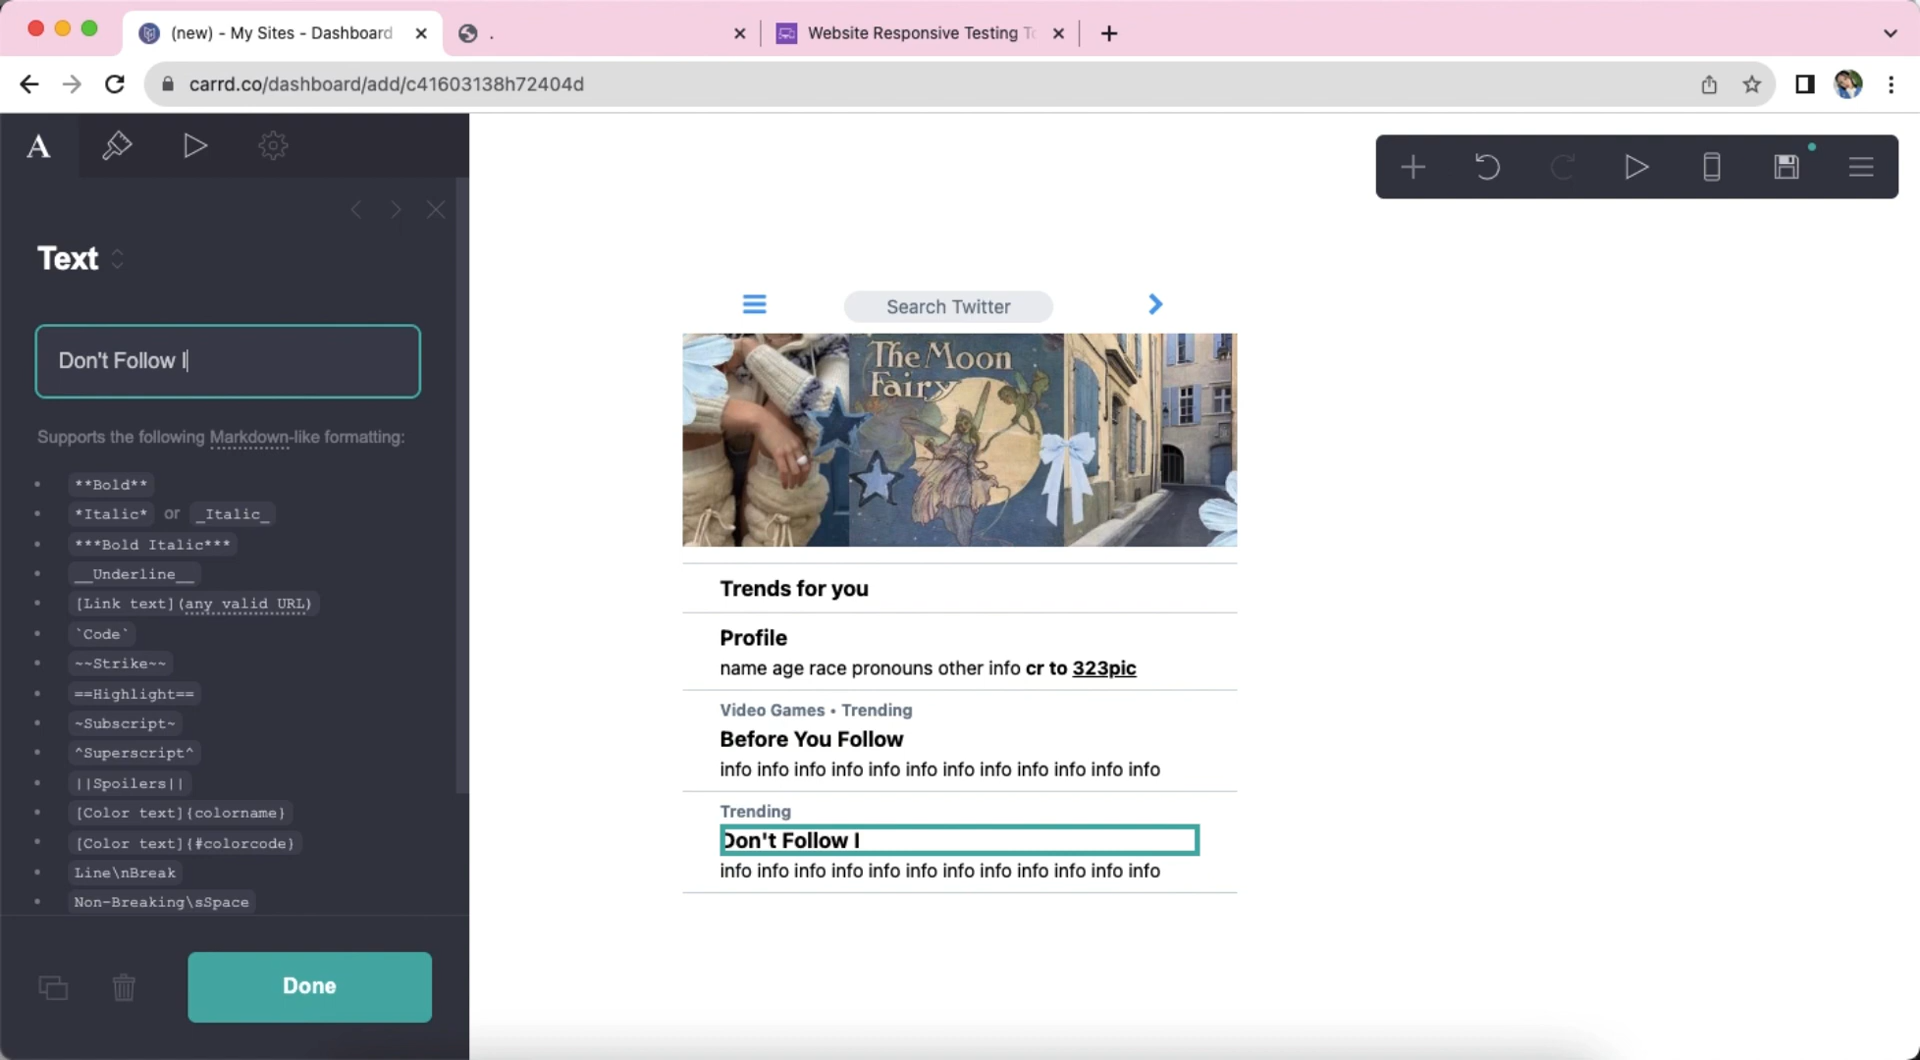 (new) - My Sites - Dashboard
.
Website Responsive Testing To
carrd.co/dashboard/add/c41603138h72404d
A
Text
Don't Follow I
Supports the following Markdown-like formatting:
**Bold**
*Italic* or _Italic_
***Bold Italic***
__Underline__
[Link text](any valid URL)
`Code`
~~Strike~~
==Highlight==
~Subscript~
^Superscript^
||Spoilers||
[Color text]{colorname}
[Color text]{#colorcode}
Line\nBreak
Non-Breaking\sSpace
Done
Search Twitter
The Moon
Fairy
Trends for you
Profile
name age race pronouns other info cr to 323pic
Video Games • Trending
Before You Follow
info info info info info info info info info info info info
Trending
Don't Follow I
info info info info info info info info info info info info